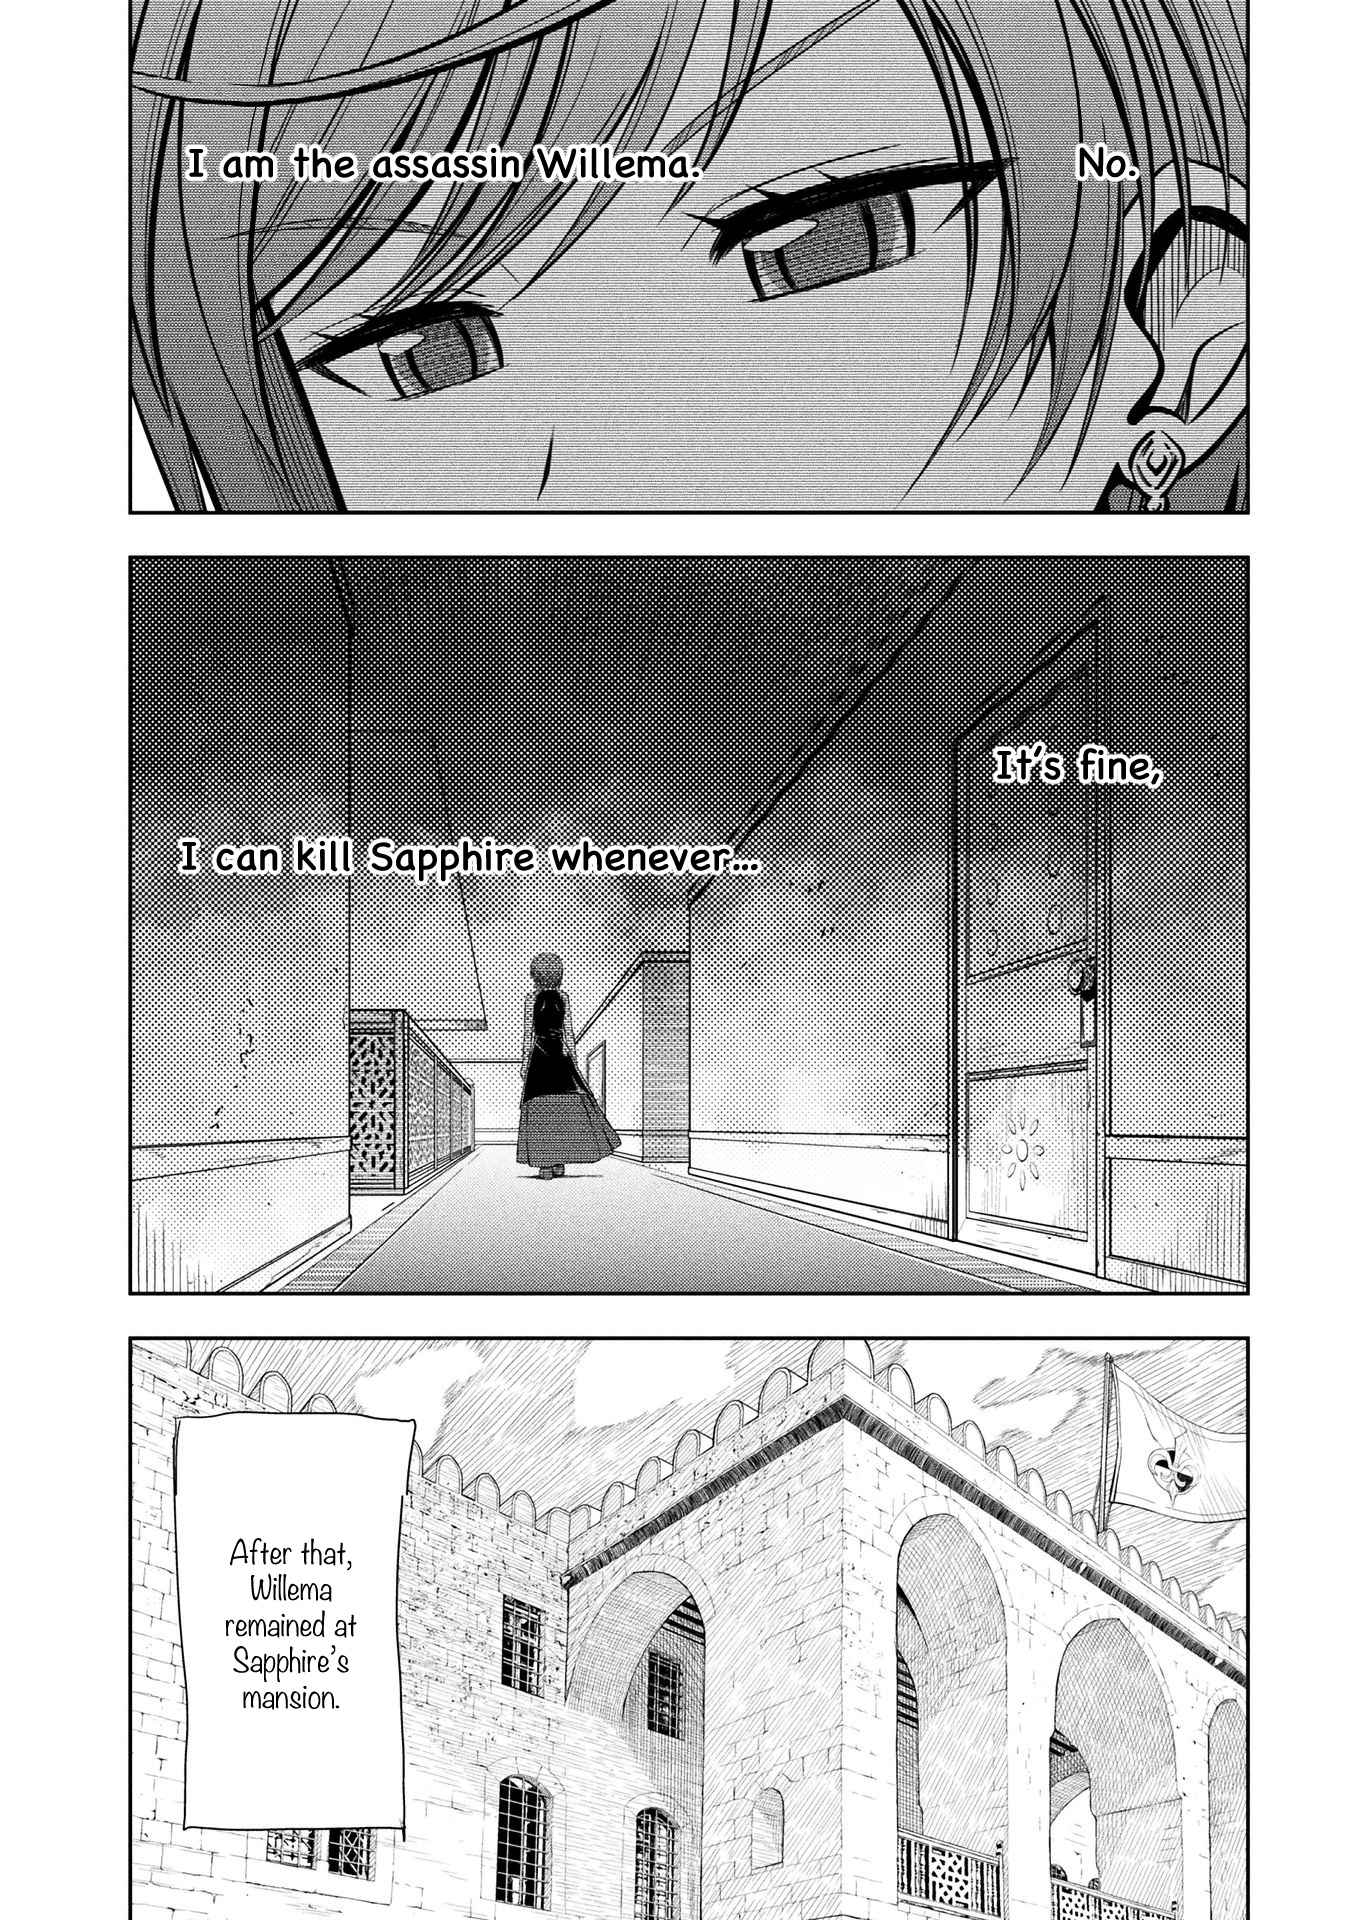 No.
I am the assassin Willema.
It's fine,
I can kill Sapphire whenever...
After that,
Willema
remained at
Sapphire's
mansion.